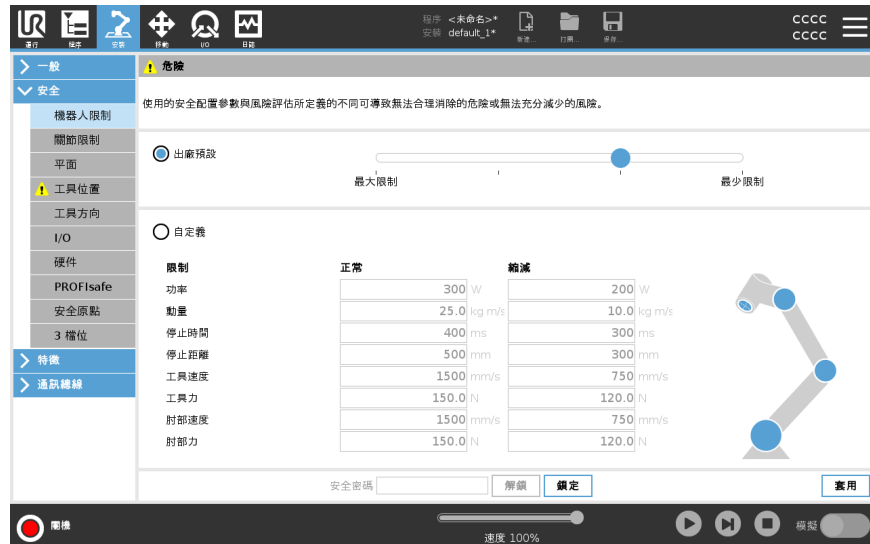 UR
運行
程序
安裝
移動
I/O
日誌
程序 <未命名>*
安裝 default_1*
新建...
打開...
保存...
cccc
cccc
一般
安全
機器人限制
關節限制
平面
工具位置
工具方向
I/O
硬件
PROFIsafe
安全原點
3 檔位
特徵
通訊總線
危險
使用的安全配置參數與風險評估所定義的不同可導致無法合理消除的危險或無法充分減少的風險。
出廠預設
最大限制 最少限制
自定義
限制 正常 縮減
功率 300 W 200 W
動量 25.0 kg m/s 10.0 kg m/s
停止時間 400 ms 300 ms
停止距離 500 mm 300 mm
工具速度 1500 mm/s 750 mm/s
工具力 150.0 N 120.0 N
肘部速度 1500 mm/s 750 mm/s
肘部力 150.0 N 120.0 N
安全密碼 解鎖 鎖定 套用
關機
速度 100%
模擬